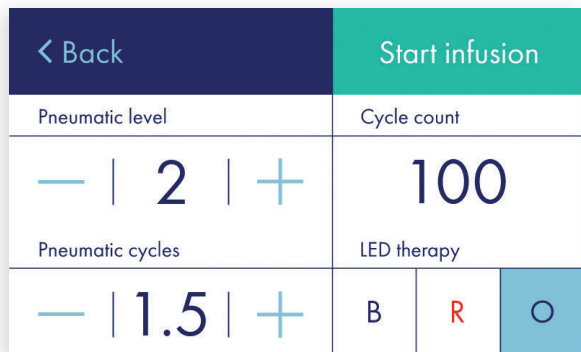 Back
Start infusion
Pneumatic level
Cycle count
− 2 +
100
Pneumatic cycles
LED therapy
− 1.5 +
B R O